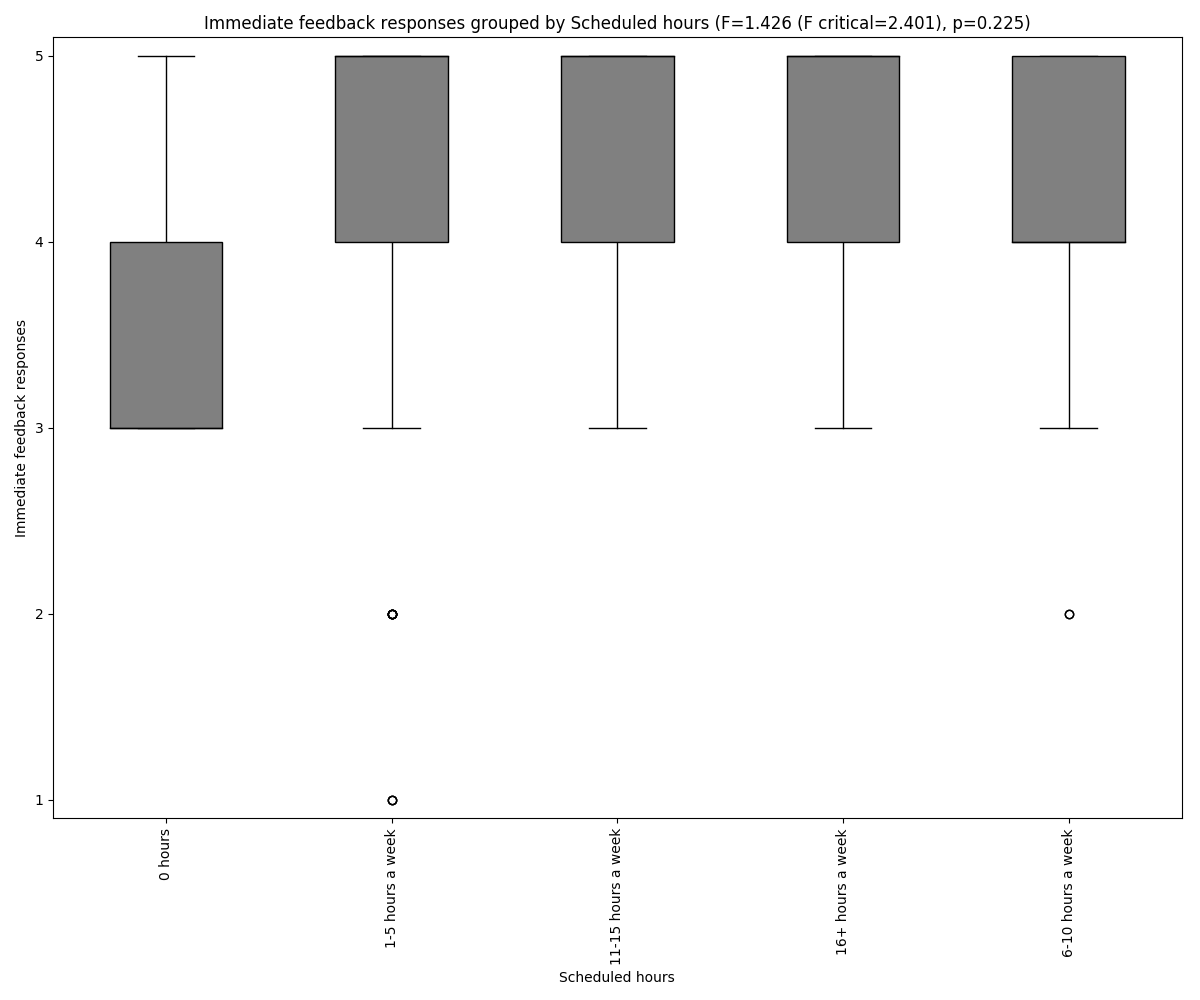 Immediate feedback responses grouped by Scheduled hours (F=1.426 (F critical=2.401), p=0.225)
5
4
3
2
1
Immediate feedback responses
0 hours
1-5 hours a week
11-15 hours a week
16+ hours a week
6-10 hours a week
Scheduled hours